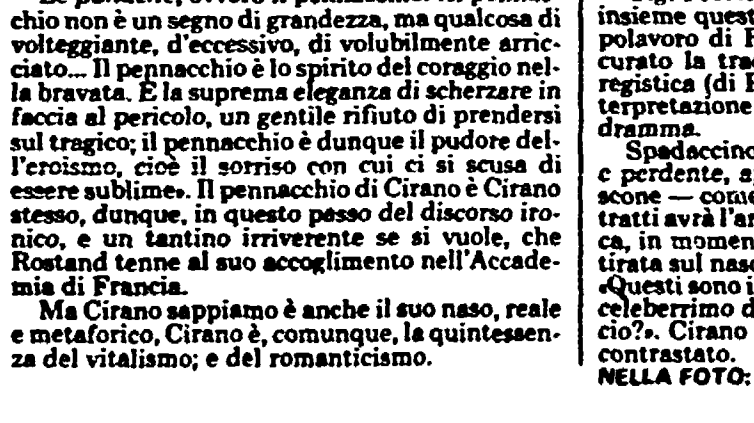 chio non è un segno di grandezza, ma qualcosa di
volteggiante, d'eccessivo, di volubilmente arric-
ciato... Il pennacchio è lo spirito del coraggio nel-
la bravata. È la suprema eleganza di scherzare in
faccia al pericolo, un gentile rifiuto di prendersi
sul tragico; il pennacchio è dunque il pudore del-
l'eroismo, cioè il sorriso con cui ci si scusa di
essere sublime». Il pennacchio di Cirano è Cirano
stesso, dunque, in questo passo del discorso iro-
nico, e un tantino irriverente se si vuole, che
Rostand tenne al suo accoglimento nell'Accade-
mia di Francia.
Ma Cirano sappiamo è anche il suo naso, reale
e metaforico, Cirano è, comunque, la quintessen-
za del vitalismo; e del romanticismo.
insieme quest
polavoro di
curato la
registica (di
terpretazione
dramma.
Spadaccino
e perdente,
scone — come
tratti avrà
ca, in momen
tirata sul naso
«Questi sono i
celeberrimo d
cio?». Cirano
contrastato.
NELLA FOTO: